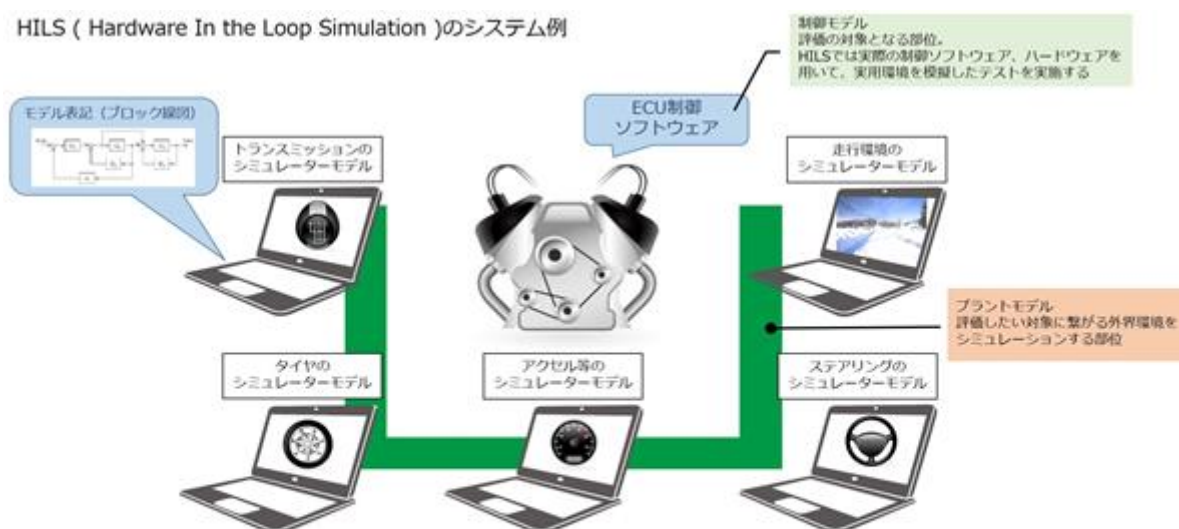 HILS ( Hardware In the Loop Simulation )のシステム例
制御モデル
評価の対象となる部位。
HILSでは実際の制御ソフトウェア、ハードウェアを
用いて、実用環境を模擬したテストを実施する
モデル表記（ブロック線図）
ECU制御
ソフトウェア
トランスミッションの
シミュレーターモデル
走行環境の
シミュレーターモデル
プラントモデル
評価したい対象に繋がる外界環境を
シミュレーションする部位
タイヤの
シミュレーターモデル
アクセル等の
シミュレーターモデル
ステアリングの
シミュレーターモデル